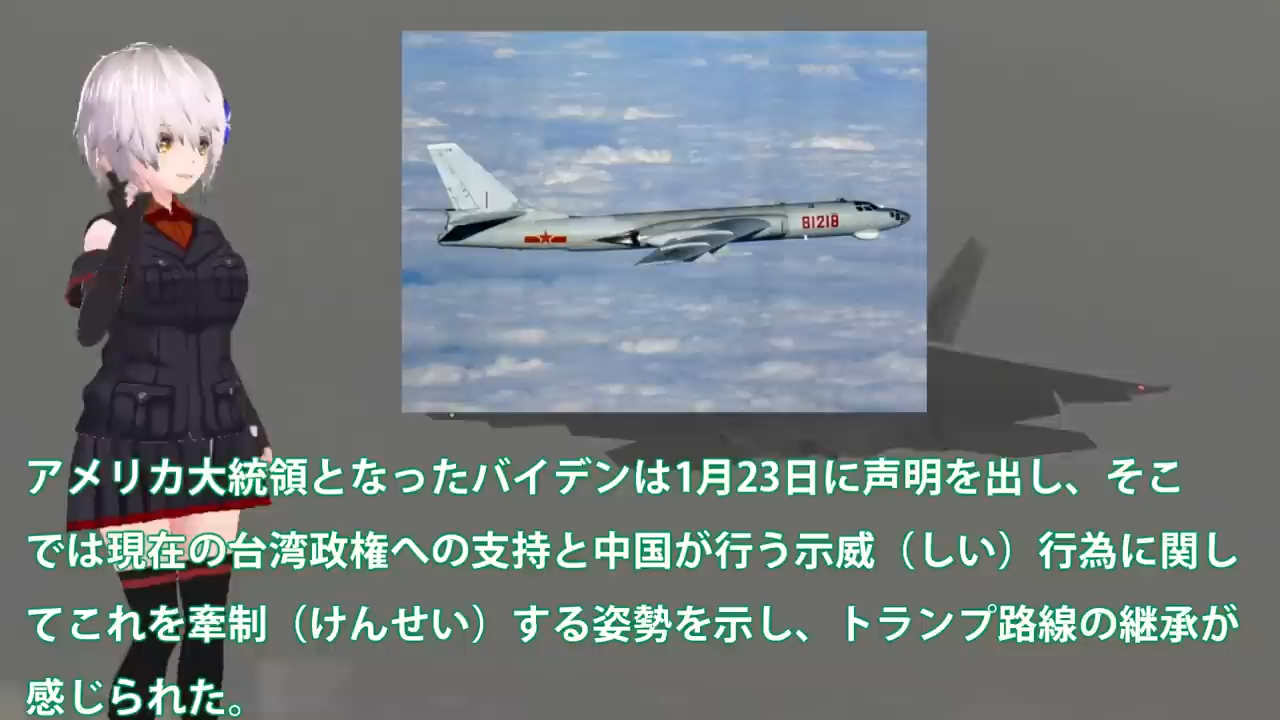 81218
アメリカ大統領となったバイデンは1月23日に声明を出し、そこ
では現在の台湾政権への支持と中国が行う示威（しい）行為に関し
てこれを牽制（けんせい）する姿勢を示し、トランプ路線の継承が
感じられた。